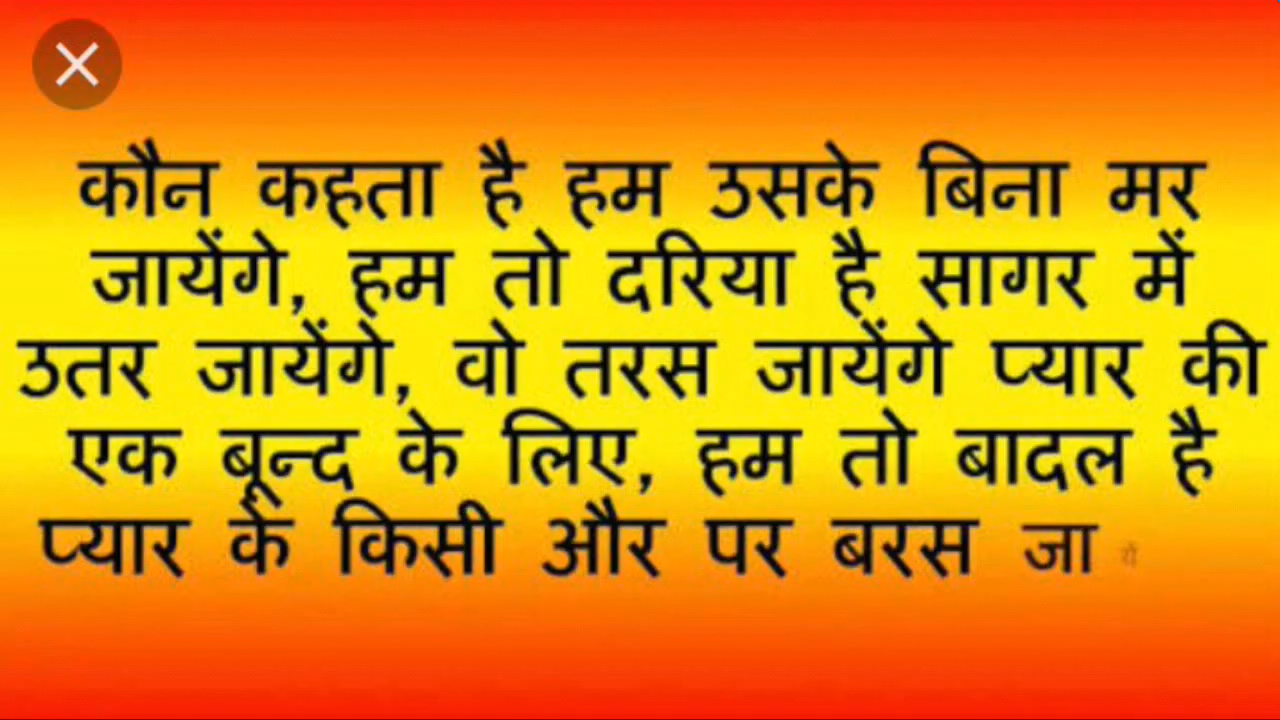 कौन कहता है हम उसके बिना मर
जायेंगे, हम तो दरिया है सागर में
उतर जायेंगे, वो तरस जायेंगे प्यार की
एक बून्द के लिए, हम तो बादल है
प्यार के किसी और पर बरस जा यें